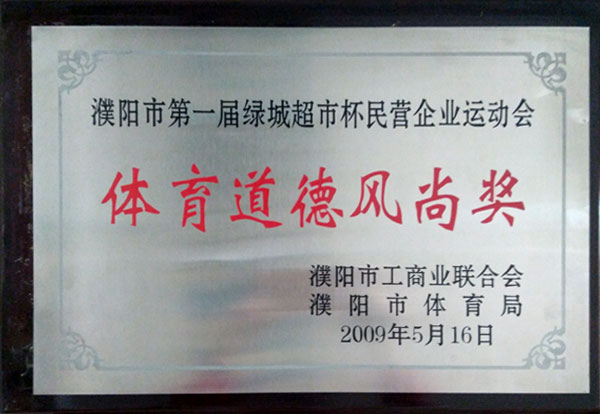 濮阳市第一届绿城超市杯民营企业运动会
体育道德风尚奖
濮阳市工商业联合会
濮阳市体育局
2009年5月16日